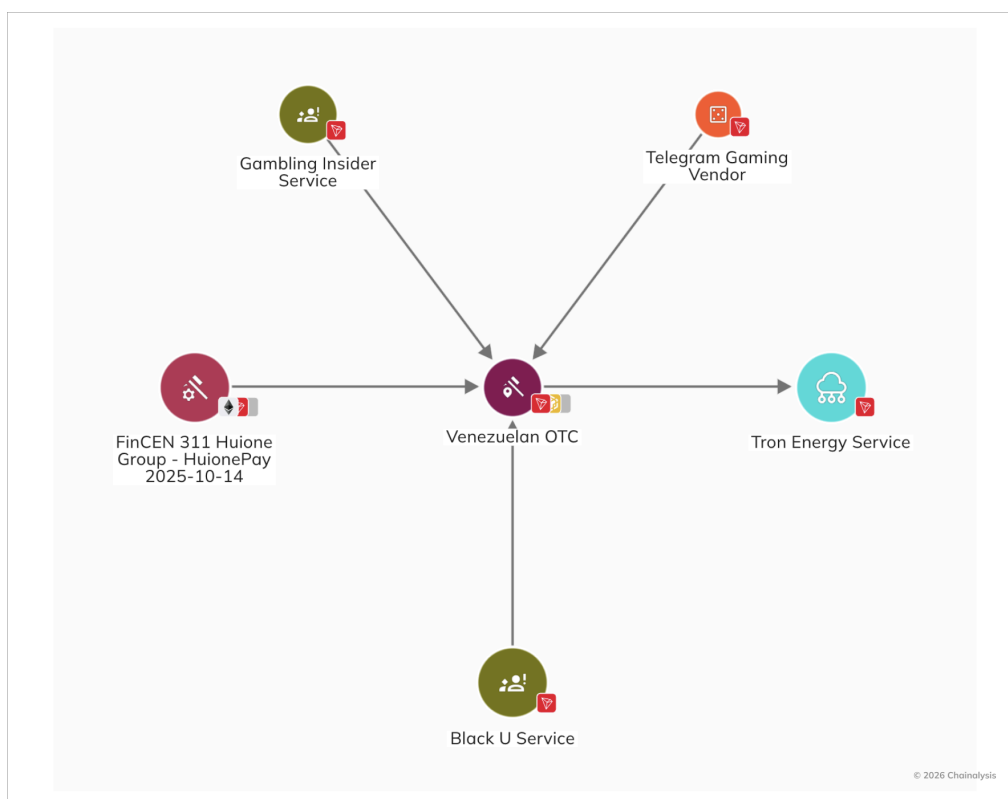 Gambling Insider
Service
Telegram Gaming
Vendor
FinCEN 311 Huione
Group - HuionePay
2025-10-14
Venezuelan OTC
Tron Energy Service
Black U Service
© 2026 Chainalysis